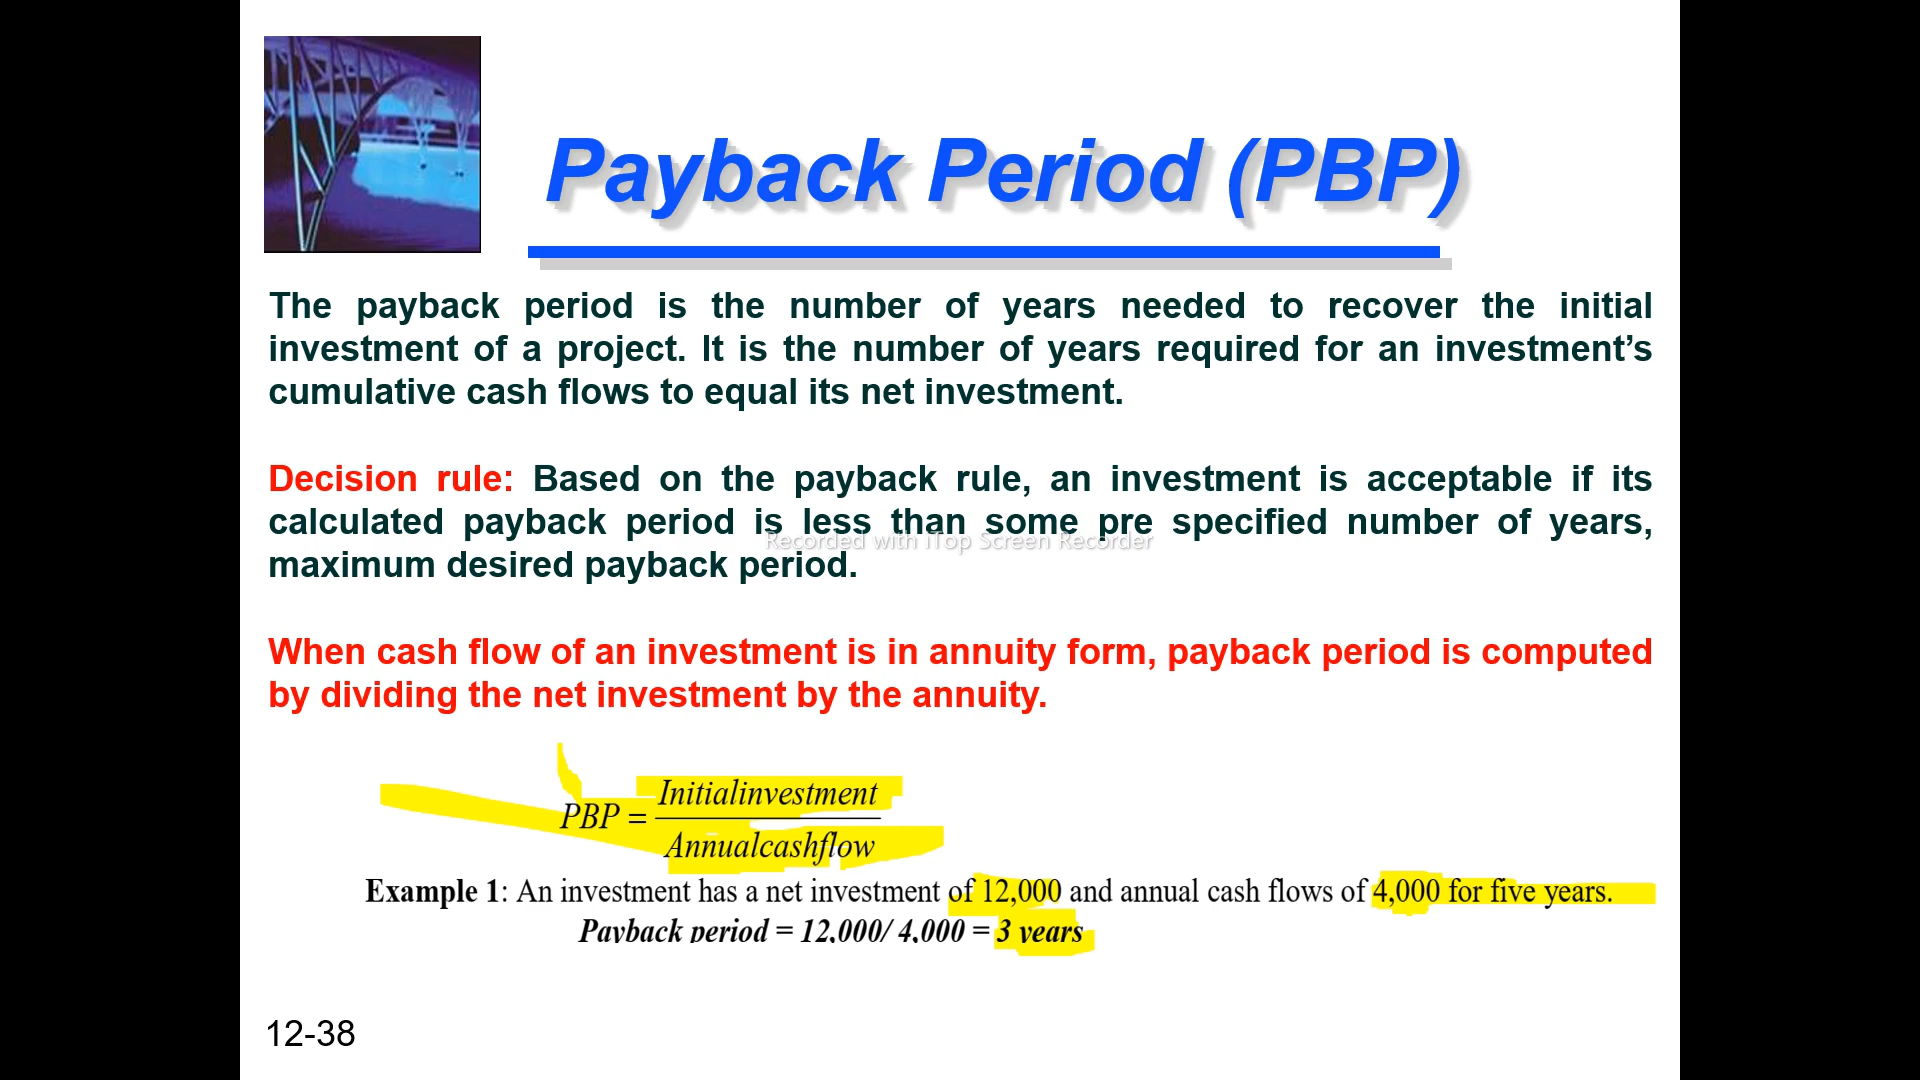 Payback Period (PBP)
The payback period is the number of years needed to recover the initial
investment of a project. It is the number of years required for an investment’s
cumulative cash flows to equal its net investment.
Decision rule: Based on the payback rule, an investment is acceptable if its
calculated payback period is less than some pre specified number of years,
Recorded with iTop Screen Recorder
maximum desired payback period.
When cash flow of an investment is in annuity form, payback period is computed
by dividing the net investment by the annuity.
PBP = Initialinvestment / Annualcashflow
Example 1: An investment has a net investment of 12,000 and annual cash flows of 4,000 for five years.
Payback period = 12,000/ 4,000 = 3 years
12-38